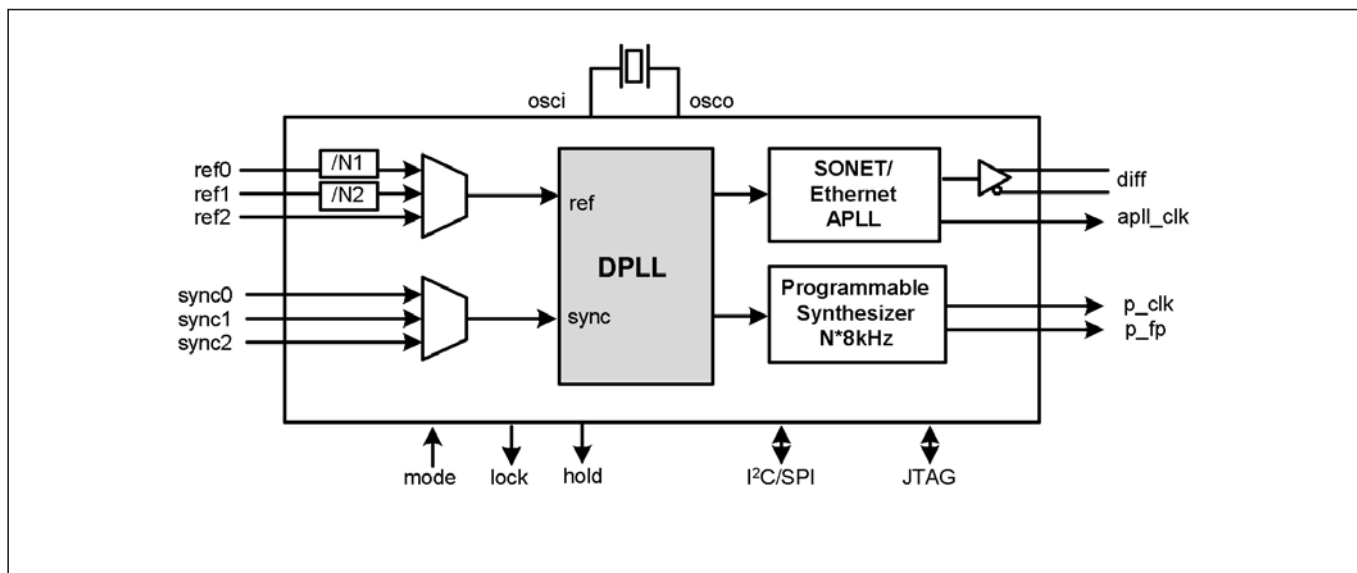 osci
osco
ref0
/N1
ref1
/N2
ref2
ref
sync0
sync1
sync2
sync
DPLL
SONET/
Ethernet
APLL
diff
apll_clk
Programmable
Synthesizer
N*8kHz
p_clk
p_fp
mode
lock
hold
I²C/SPI
JTAG